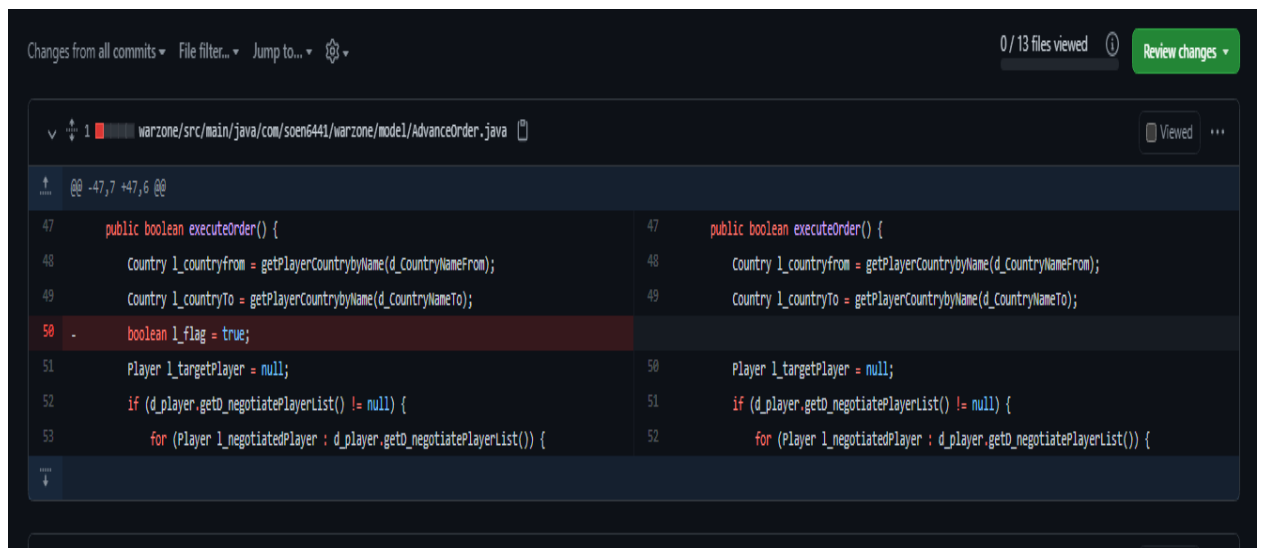 Changes from all commits File filter... Jump to...
0 / 13 files viewed Review changes
1 warzone/src/main/java/com/soen6441/warzone/model/AdvanceOrder.java Viewed ...
@@ -47,7 +47,6 @@
47 public boolean executeOrder() { 47 public boolean executeOrder() {
48 Country l_countryfrom = getPlayerCountrybyName(d_CountryNameFrom); 48 Country l_countryfrom = getPlayerCountrybyName(d_CountryNameFrom);
49 Country l_countryTo = getPlayerCountrybyName(d_CountryNameTo); 49 Country l_countryTo = getPlayerCountrybyName(d_CountryNameTo);
50 - boolean l_flag = true;
51 Player l_targetPlayer = null; 50 Player l_targetPlayer = null;
52 if (d_player.getD_negotiatePlayerList() != null) { 51 if (d_player.getD_negotiatePlayerList() != null) {
53 for (Player l_negotiatedPlayer : d_player.getD_negotiatePlayerList()) { 52 for (Player l_negotiatedPlayer : d_player.getD_negotiatePlayerList()) {